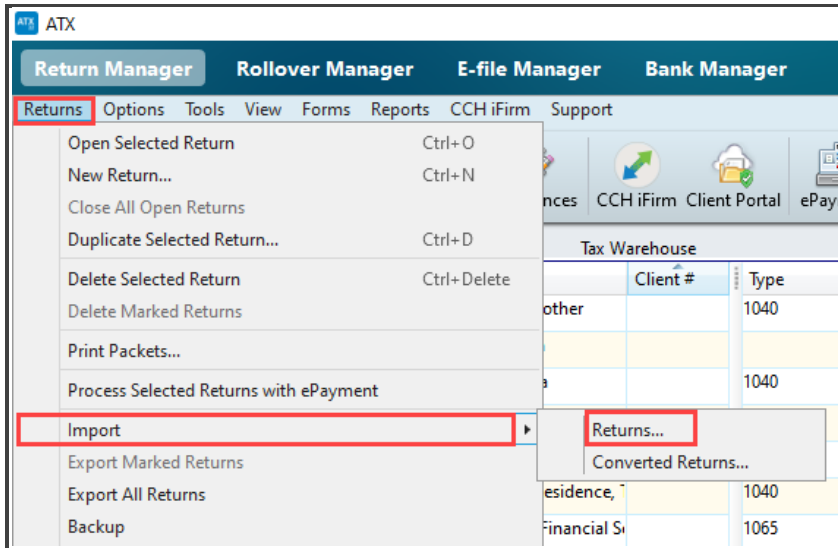 ATX
Return Manager Rollover Manager E-file Manager Bank Manager
Returns Options Tools View Forms Reports CCH iFirm Support
Open Selected Return Ctrl+O
New Return... Ctrl+N
Close All Open Returns
nces CCH iFirm Client Portal ePay
Duplicate Selected Return... Ctrl+D
Tax Warehouse
Delete Selected Return Ctrl+Delete
Client # Type
Delete Marked Returns
other 1040
Print Packets...
Process Selected Returns with ePayment
a 1040
Import
Returns...
Export Marked Returns
Converted Returns...
Export All Returns
esidence, 1040
Backup
Financial S 1065